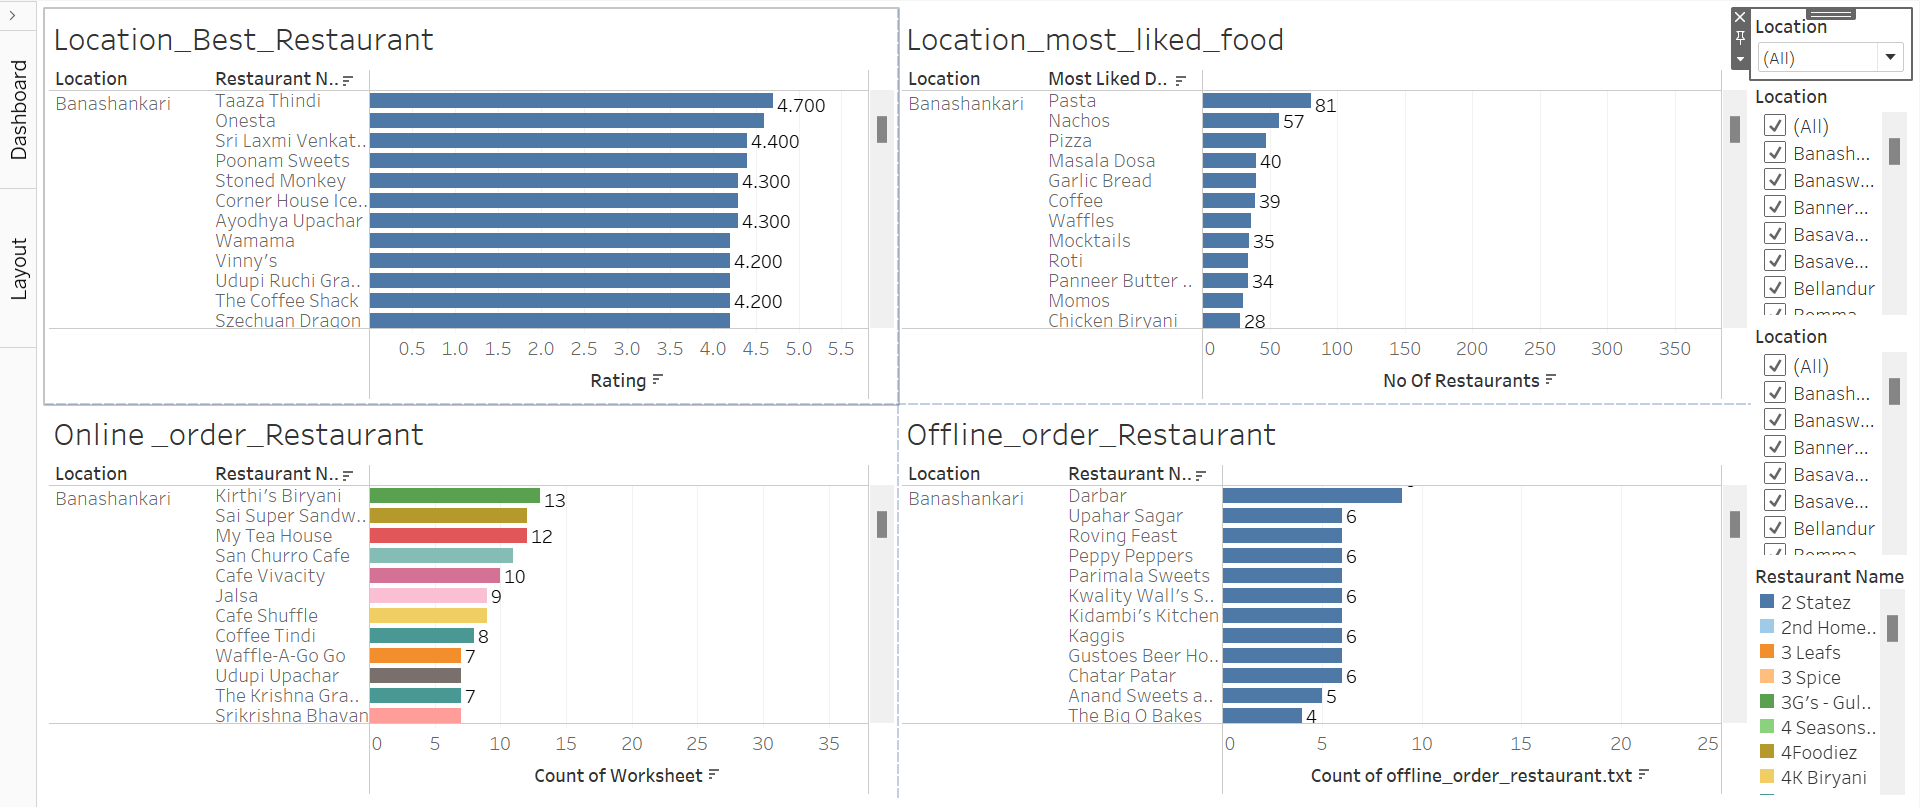 Dashboard
Layout
Location_Best_Restaurant
Location
Restaurant N..
Banashankari
Taaza Thindi
4.700
Onesta
Sri Laxmi Venkat..
4.400
Poonam Sweets
Stoned Monkey
4.300
Corner House Ice..
Ayodhya Upachar
4.300
Wamama
Vinny's
4.200
Udupi Ruchi Gra..
The Coffee Shack
4.200
Szechuan Dragon
0.5 1.0 1.5 2.0 2.5 3.0 3.5 4.0 4.5 5.0 5.5
Rating
Location_most_liked_food
Location
Most Liked D..
Banashankari
Pasta
81
Nachos
57
Pizza
Masala Dosa
40
Garlic Bread
Coffee
39
Waffles
Mocktails
35
Roti
Panneer Butter ..
34
Momos
Chicken Biryani
28
0 50 100 150 200 250 300 350
No Of Restaurants
Online _order_Restaurant
Location
Restaurant N..
Banashankari
Kirthi's Biryani
13
Sai Super Sandw..
My Tea House
12
San Churro Cafe
Cafe Vivacity
10
Jalsa
9
Cafe Shuffle
Coffee Tindi
8
Waffle-A-Go Go
7
Udupi Upachar
The Krishna Gra..
7
Srikrishna Bhavan
0 5 10 15 20 25 30 35
Count of Worksheet
Offline_order_Restaurant
Location
Restaurant N..
Banashankari
Darbar
Upahar Sagar
6
Roving Feast
Peppy Peppers
6
Parimala Sweets
Kwality Wall's S..
6
Kidambi's Kitchen
Kaggis
6
Gustoes Beer Ho..
Chatar Patar
6
Anand Sweets a..
5
The Big O Bakes
4
0 5 10 15 20 25
Count of offline_order_restaurant.txt
Location
(All)
Location
(All)
Banash...
Banasw...
Banner...
Basava...
Basave...
Bellandur
Location
(All)
Banash...
Banasw...
Banner...
Basava...
Basave...
Bellandur
Restaurant Name
2 Statez
2nd Home..
3 Leafs
3 Spice
3G's - Gul..
4 Seasons..
4Foodiez
4K Biryani